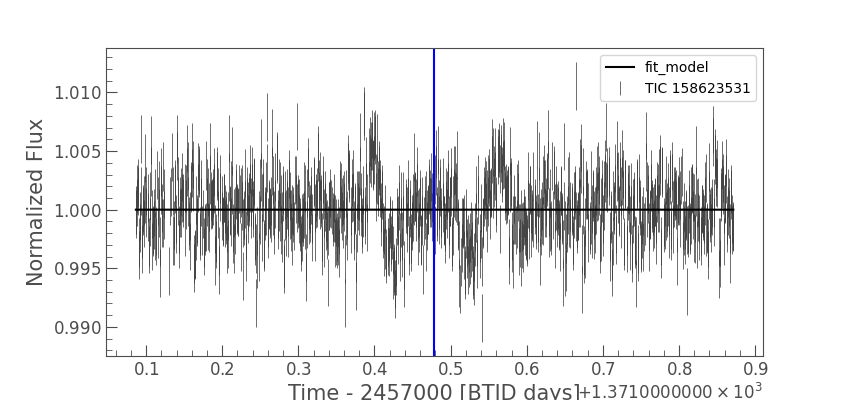 fit_model
TIC 158623531
Normalized Flux
1.010
1.005
1.000
0.995
0.990
0.1 0.2 0.3 0.4 0.5 0.6 0.7 0.8 0.9
Time - 2457000 [BTJD days]
+1.3710000000 × 10³